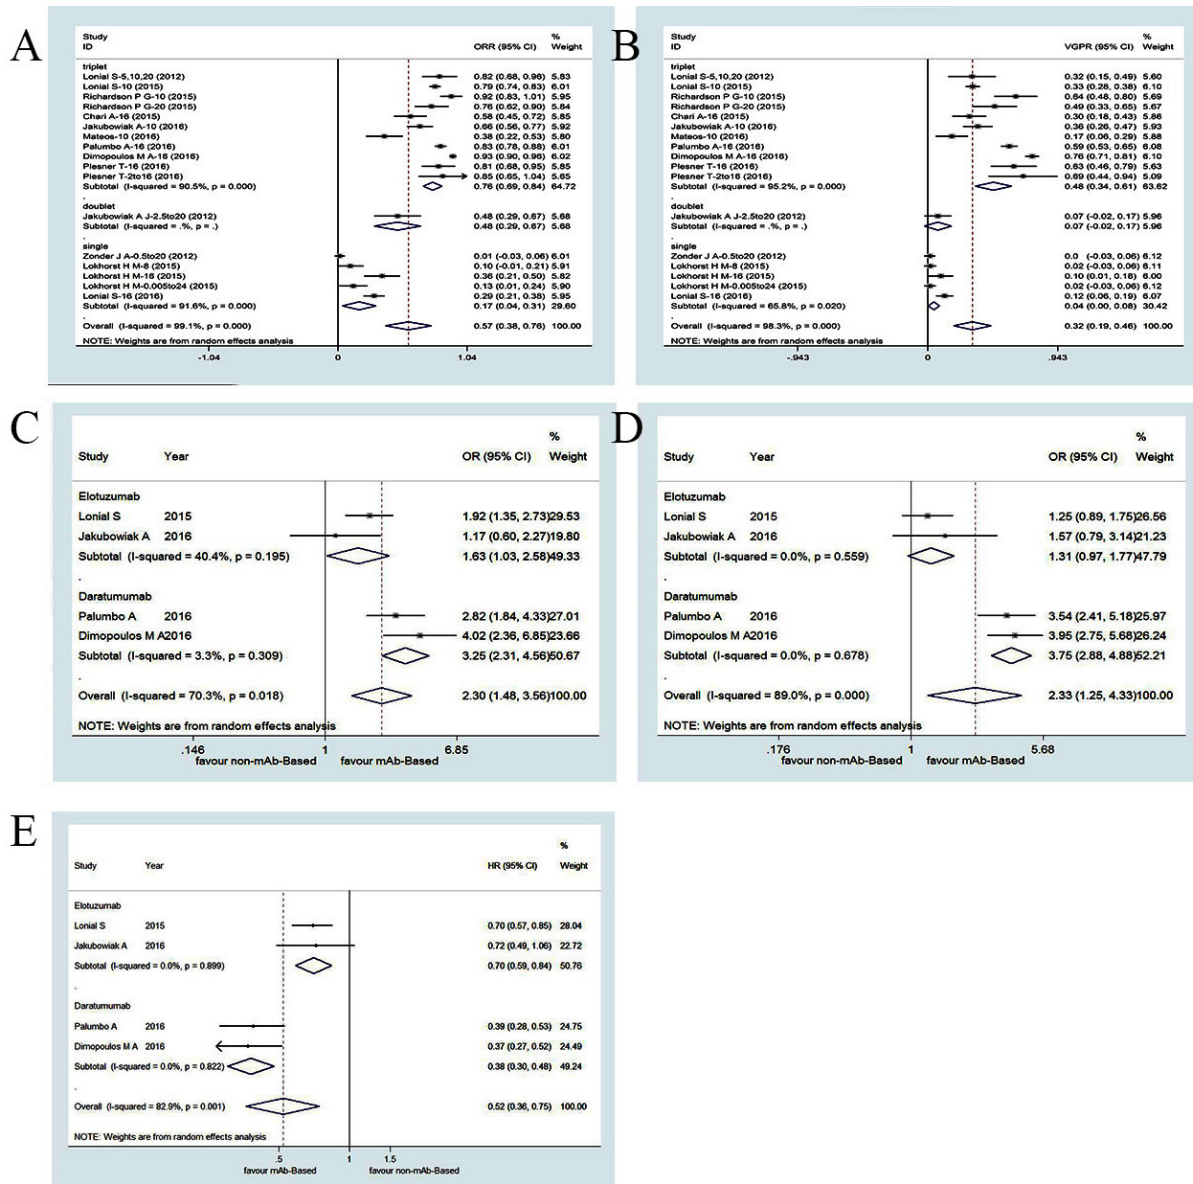 A
Study
ID
ORR (95% CI)
%
Weight
triplet
Lonial S-5,10,20 (2012) 0.82 (0.68, 0.96) 5.83
Lonial S-10 (2015) 0.79 (0.74, 0.83) 6.01
Richardson P G-10 (2015) 0.92 (0.83, 1.01) 5.95
Richardson P G-20 (2015) 0.76 (0.62, 0.90) 5.84
Chari A-16 (2015) 0.58 (0.45, 0.72) 5.85
Jakubowiak A-10 (2016) 0.66 (0.56, 0.77) 5.92
Mateos-10 (2016) 0.38 (0.22, 0.53) 5.80
Palumbo A-16 (2016) 0.83 (0.78, 0.88) 6.01
Dimopoulos M A-16 (2016) 0.93 (0.90, 0.96) 6.02
Plesner T-16 (2016) 0.81 (0.68, 0.95) 5.85
Plesner T-2to16 (2016) 0.85 (0.65, 1.04) 5.65
Subtotal (I-squared = 90.5%, p = 0.000) 0.76 (0.69, 0.84) 64.72
.
doublet
Jakubowiak A J-2.5to20 (2012) 0.48 (0.29, 0.67) 5.68
Subtotal (I-squared = .%, p = .) 0.48 (0.29, 0.67) 5.68
.
single
Zonder J A-0.5to20 (2012) 0.01 (-0.03, 0.06) 6.01
Lokhorst H M-8 (2015) 0.10 (-0.01, 0.21) 5.91
Lokhorst H M-16 (2015) 0.36 (0.21, 0.50) 5.82
Lokhorst H M-0.005to24 (2015) 0.13 (0.01, 0.24) 5.90
Lonial S-16 (2016) 0.29 (0.21, 0.38) 5.95
Subtotal (I-squared = 91.6%, p = 0.000) 0.17 (0.04, 0.31) 29.60
.
Overall (I-squared = 99.1%, p = 0.000) 0.57 (0.38, 0.76) 100.00
NOTE: Weights are from random effects analysis
-1.04 0 1.04
B
Study
ID
VGPR (95% CI)
%
Weight
triplet
Lonial S-5,10,20 (2012) 0.32 (0.15, 0.49) 5.60
Lonial S-10 (2015) 0.33 (0.28, 0.38) 6.10
Richardson P G-10 (2015) 0.64 (0.48, 0.80) 5.69
Richardson P G-20 (2015) 0.49 (0.33, 0.65) 5.67
Chari A-16 (2015) 0.30 (0.18, 0.43) 5.86
Jakubowiak A-10 (2016) 0.36 (0.26, 0.47) 5.93
Mateos-10 (2016) 0.17 (0.06, 0.29) 5.88
Palumbo A-16 (2016) 0.59 (0.53, 0.65) 6.08
Dimopoulos M A-16 (2016) 0.76 (0.71, 0.81) 6.10
Plesner T-16 (2016) 0.63 (0.46, 0.79) 5.63
Plesner T-2to16 (2016) 0.69 (0.44, 0.94) 5.09
Subtotal (I-squared = 95.2%, p = 0.000) 0.48 (0.34, 0.61) 63.62
.
doublet
Jakubowiak A J-2.5to20 (2012) 0.07 (-0.02, 0.17) 5.96
Subtotal (I-squared = .%, p = .) 0.07 (-0.02, 0.17) 5.96
.
single
Zonder J A-0.5to20 (2012) 0.0 (-0.03, 0.06) 6.12
Lokhorst H M-8 (2015) 0.02 (-0.03, 0.06) 6.11
Lokhorst H M-16 (2015) 0.10 (0.01, 0.18) 6.00
Lokhorst H M-0.005to24 (2015) 0.02 (-0.03, 0.06) 6.12
Lonial S-16 (2016) 0.12 (0.06, 0.19) 6.07
Subtotal (I-squared = 65.8%, p = 0.020) 0.04 (0.00, 0.08) 30.42
.
Overall (I-squared = 98.3%, p = 0.000) 0.32 (0.19, 0.46) 100.00
NOTE: Weights are from random effects analysis
-.943 0 .943
C
%
Study Year OR (95% CI) Weight
Elotuzumab
Lonial S 2015 1.92 (1.35, 2.73)29.53
Jakubowiak A 2016 1.17 (0.60, 2.27)19.80
Subtotal (I-squared = 40.4%, p = 0.195) 1.63 (1.03, 2.58)49.33
.
Daratumumab
Palumbo A 2016 2.82 (1.84, 4.33)27.01
Dimopoulos M A2016 4.02 (2.36, 6.85)23.66
Subtotal (I-squared = 3.3%, p = 0.309) 3.25 (2.31, 4.56)50.67
.
Overall (I-squared = 70.3%, p = 0.018) 2.30 (1.48, 3.56)100.00
NOTE: Weights are from random effects analysis
.146 1 6.85
favour non-mAb-Based favour mAb-Based
D
%
Study Year OR (95% CI) Weight
Elotuzumab
Lonial S 2015 1.25 (0.89, 1.75)26.56
Jakubowiak A 2016 1.57 (0.79, 3.14)21.23
Subtotal (I-squared = 0.0%, p = 0.559) 1.31 (0.97, 1.77)47.79
.
Daratumumab
Palumbo A 2016 3.54 (2.41, 5.18)25.97
Dimopoulos M A2016 3.95 (2.75, 5.68)26.24
Subtotal (I-squared = 0.0%, p = 0.678) 3.75 (2.88, 4.88)52.21
.
Overall (I-squared = 89.0%, p = 0.000) 2.33 (1.25, 4.33)100.00
NOTE: Weights are from random effects analysis
.176 1 5.68
favour non-mAb-Based favour mAb-Based
E
%
Study Year HR (95% CI) Weight
Elotuzumab
Lonial S 2015 0.70 (0.57, 0.85) 28.04
Jakubowiak A 2016 0.72 (0.49, 1.06) 22.72
Subtotal (I-squared = 0.0%, p = 0.899) 0.70 (0.59, 0.84) 50.76
.
Daratumumab
Palumbo A 2016 0.39 (0.28, 0.53) 24.75
Dimopoulos M A 2016 0.37 (0.27, 0.52) 24.49
Subtotal (I-squared = 0.0%, p = 0.822) 0.38 (0.30, 0.48) 49.24
.
Overall (I-squared = 82.9%, p = 0.001) 0.52 (0.36, 0.75) 100.00
NOTE: Weights are from random effects analysis
.5 1 1.5
favour mAb-Based favour non-mAb-Based